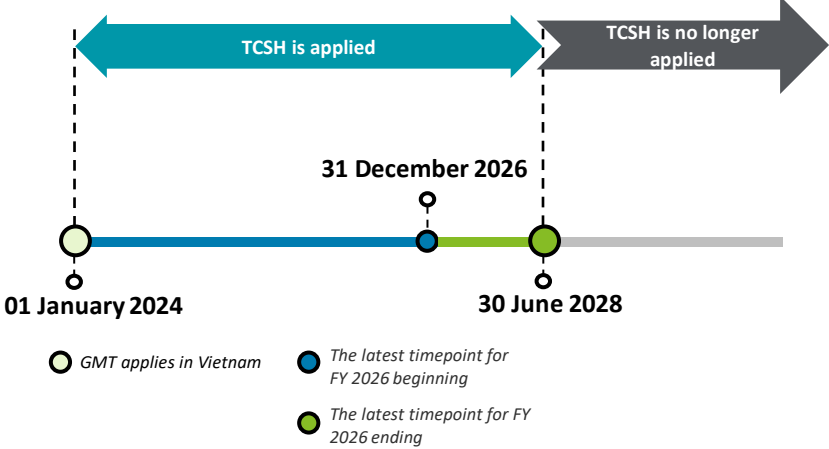 TCSH is applied
TCSH is no longer
applied
31 December 2026
01 January 2024
30 June 2028
GMT applies in Vietnam
The latest timepoint for
FY 2026 beginning
The latest timepoint for FY
2026 ending